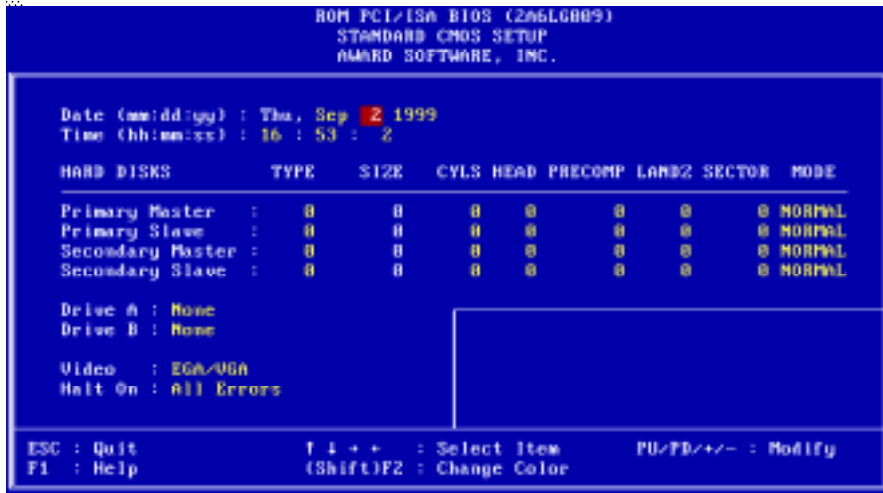 ROM PCI/ISA BIOS (2A6LG009)
STANDARD CMOS SETUP
AWARD SOFTWARE, INC.
Date (mm:dd:yy) : Thu, Sep 2 1999
Time (hh:mm:ss) : 16 : 53 : 2
HARD DISKS TYPE SIZE CYLS HEAD PRECOMP LANDZ SECTOR MODE
Primary Master : 0 0 0 0 0 0 0 NORMAL
Primary Slave : 0 0 0 0 0 0 0 NORMAL
Secondary Master : 0 0 0 0 0 0 0 NORMAL
Secondary Slave : 0 0 0 0 0 0 0 NORMAL
Drive A : None
Drive B : None
Video : EGA/VGA
Halt On : All Errors
ESC : Quit ↑ ↓ → ← : Select Item PU/PD/+/- : Modify
F1 : Help (Shift)F2 : Change Color